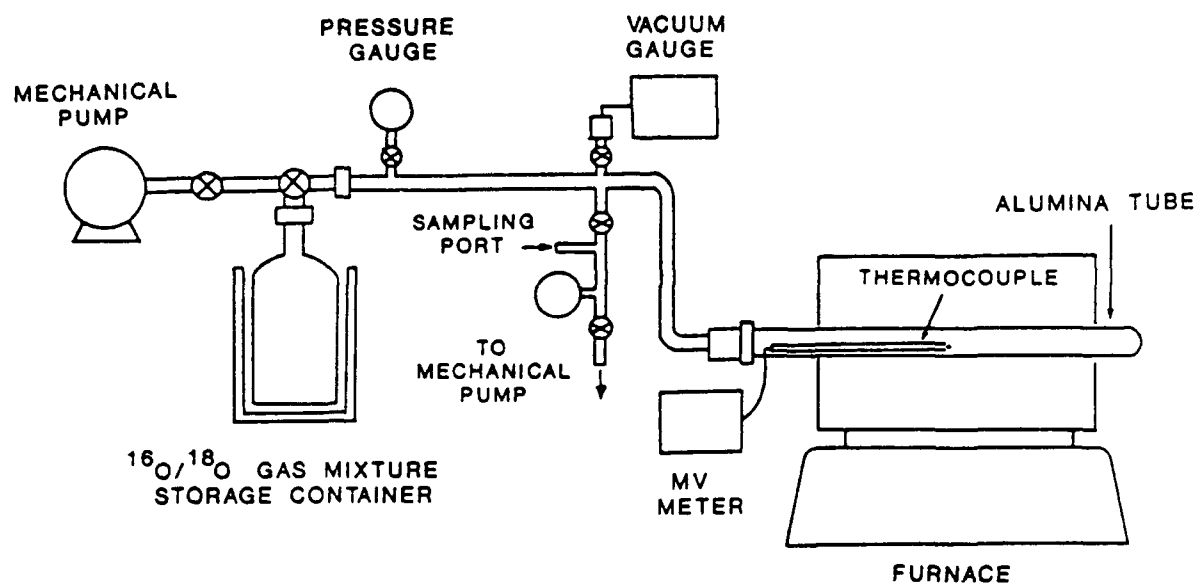 PRESSURE
GAUGE
VACUUM
GAUGE
MECHANICAL
PUMP
ALUMINA TUBE
SAMPLING
PORT
THERMOCOUPLE
TO
MECHANICAL
PUMP
MV
METER
¹⁶O/¹⁸O GAS MIXTURE
STORAGE CONTAINER
FURNACE